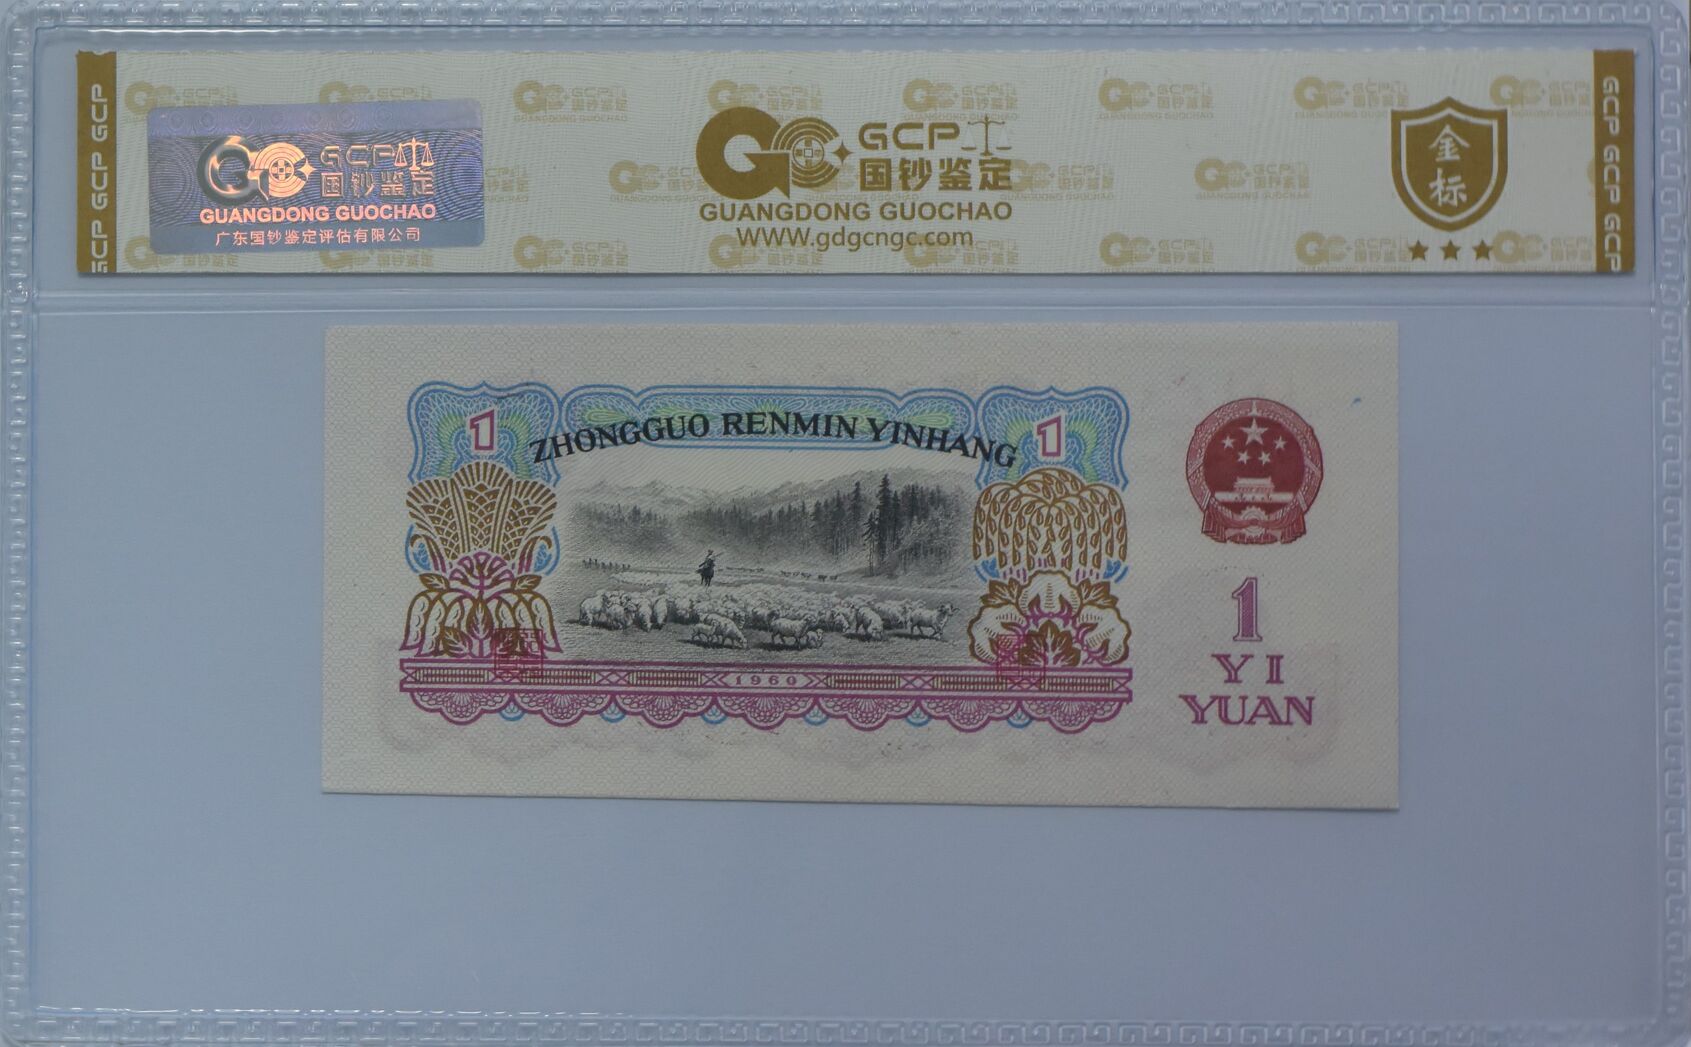 GCP GCP GCP
GCP
国钞鉴定
GUANGDONG GUOCHAO
广东国钞鉴定评估有限公司
GCP
国钞鉴定
GUANGDONG GUOCHAO
WWW.gdgcngc.com
金
标
GCP GCP GCP
ZHONGGUO RENMIN YINHANG
1
1
1960
1
YI
YUAN